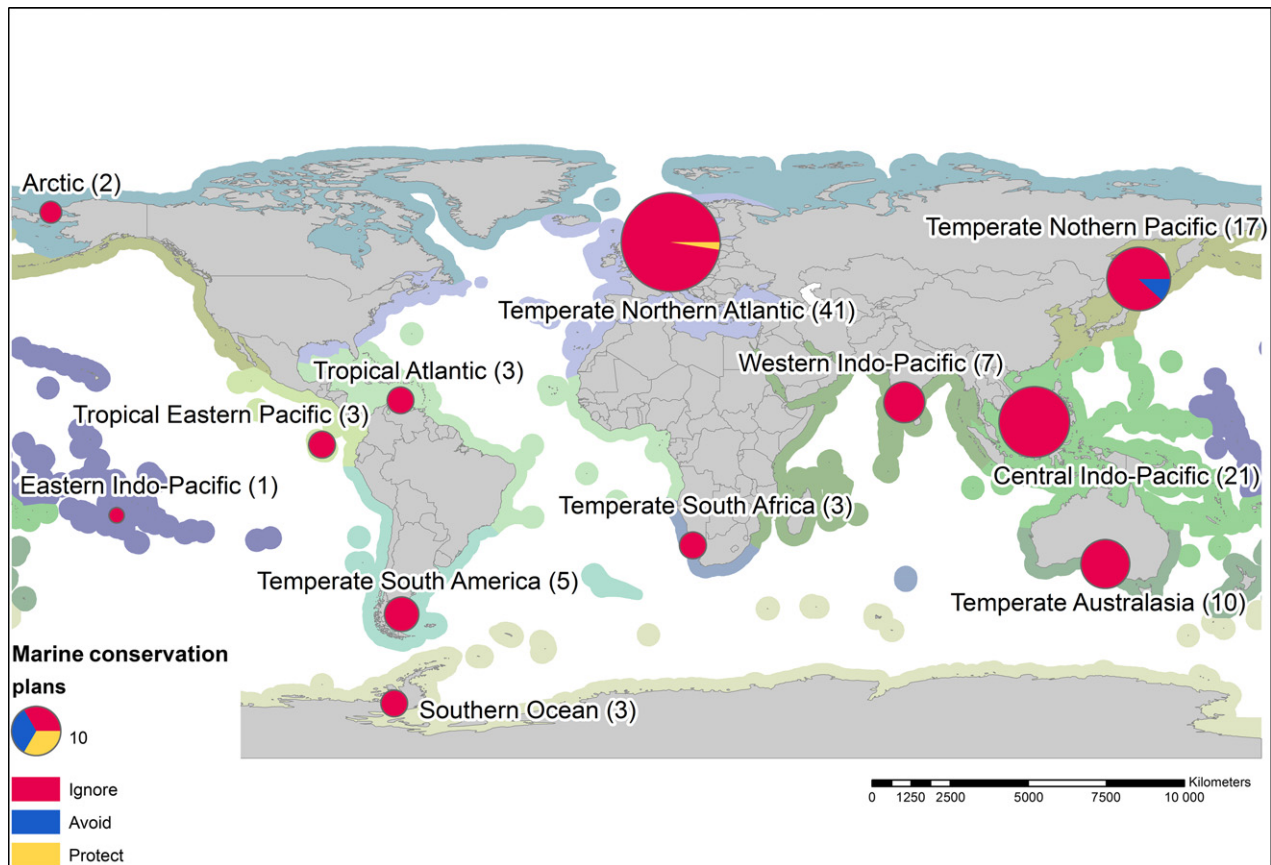 Arctic (2)
Temperate Nothern Pacific (17)
Temperate Northern Atlantic (41)
Tropical Atlantic (3)
Western Indo-Pacific (7)
Tropical Eastern Pacific (3)
Central Indo-Pacific (21)
Eastern Indo-Pacific (1)
Temperate South Africa (3)
Temperate South America (5)
Temperate Australasia (10)
Southern Ocean (3)
Marine conservation
plans
10
Ignore
Avoid
Protect
Kilometers
0 1250 2500 5000 7500 10 000